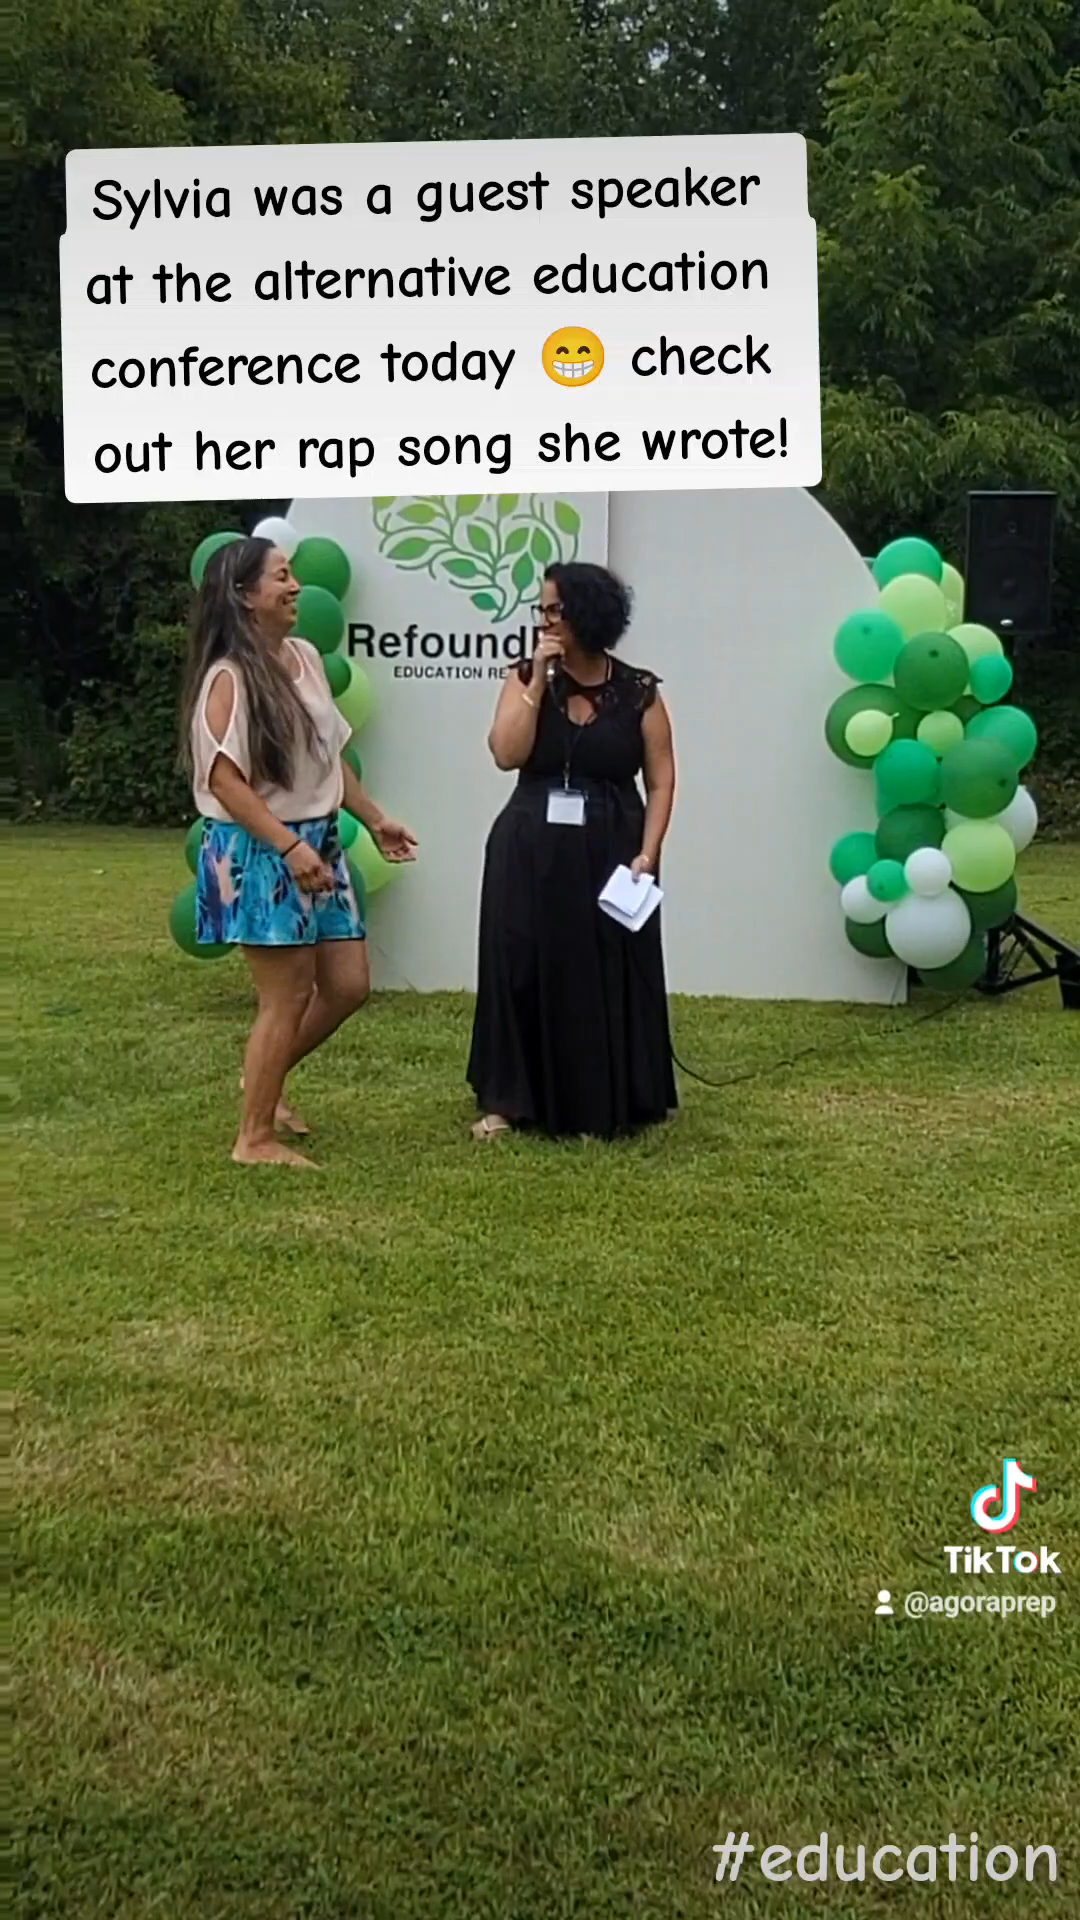 Sylvia was a guest speaker
at the alternative education
conference today 😁 check
out her rap song she wrote!
Refound
EDUCATION RE
TikTok
@agoraprep
#education